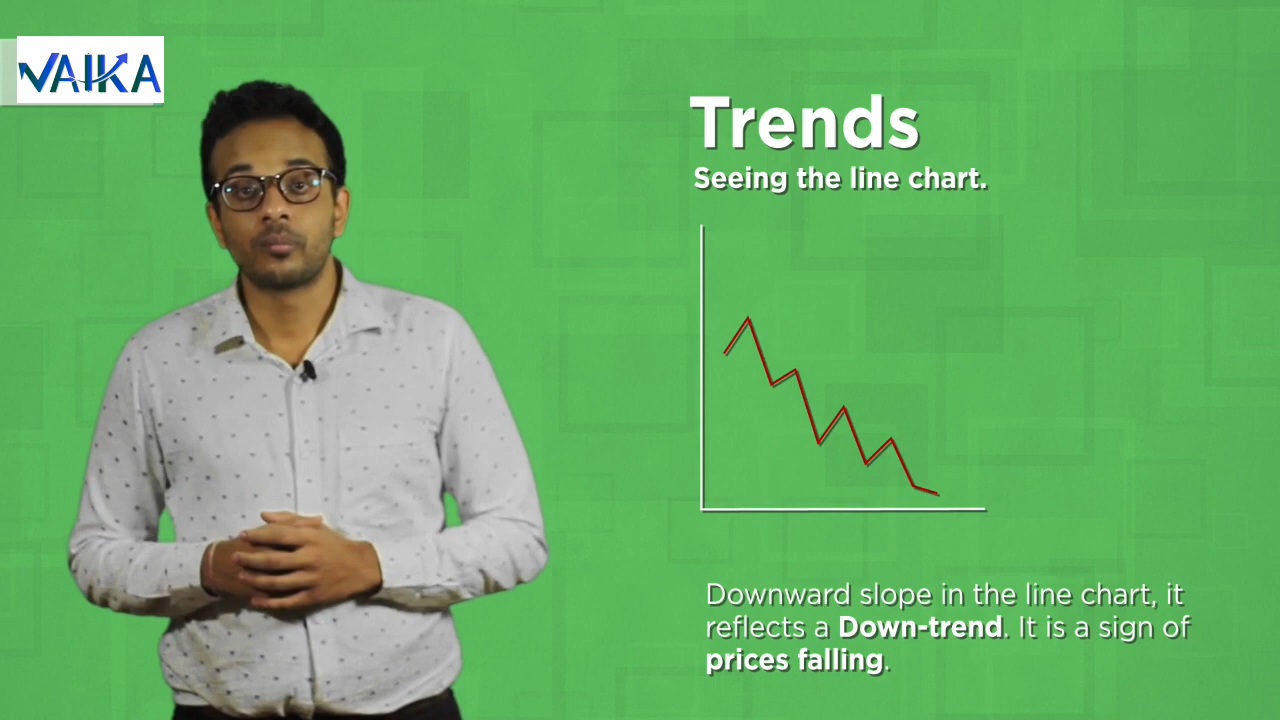 VAIKA
Trends
Seeing the line chart.
Downward slope in the line chart, it
reflects a Down-trend. It is a sign of
prices falling.